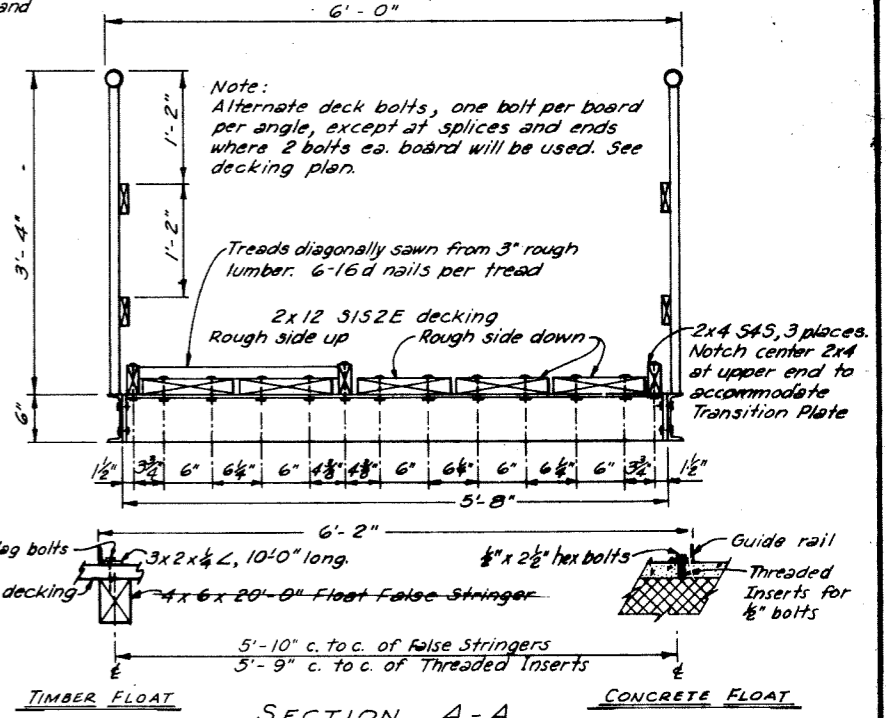 and
6'-0"
Note:
Alternate deck bolts, one bolt per board
per angle, except at splices and ends
where 2 bolts ea. board will be used. See
decking plan.
1'-2"
1'-2"
3'-4"
Treads diagonally sawn from 3" rough
lumber. 6-16d nails per tread
2x12 S1S2E decking
Rough side up
Rough side down
2x4 S4S, 3 places.
Notch center 2x4
at upper end to
accommodate
Transition Plate
6"
1½" 3¾" 6" 6¼" 6" 4⅜" 4⅜" 6" 6¼" 6" 6¼" 6" 3¾" 1½"
5'-8"
6'-2"
lag bolts
3x2x¼ ∠, 10'-0" long.
½" x 2½" hex bolts
Guide rail
decking
4x6x20'-0" Float False Stringer
Threaded
Inserts for
½" bolts
5'-10" c. to c. of False Stringers
5'-9" c. to c. of Threaded Inserts
℄ ℄
TIMBER FLOAT
CONCRETE FLOAT
SECTION A-A